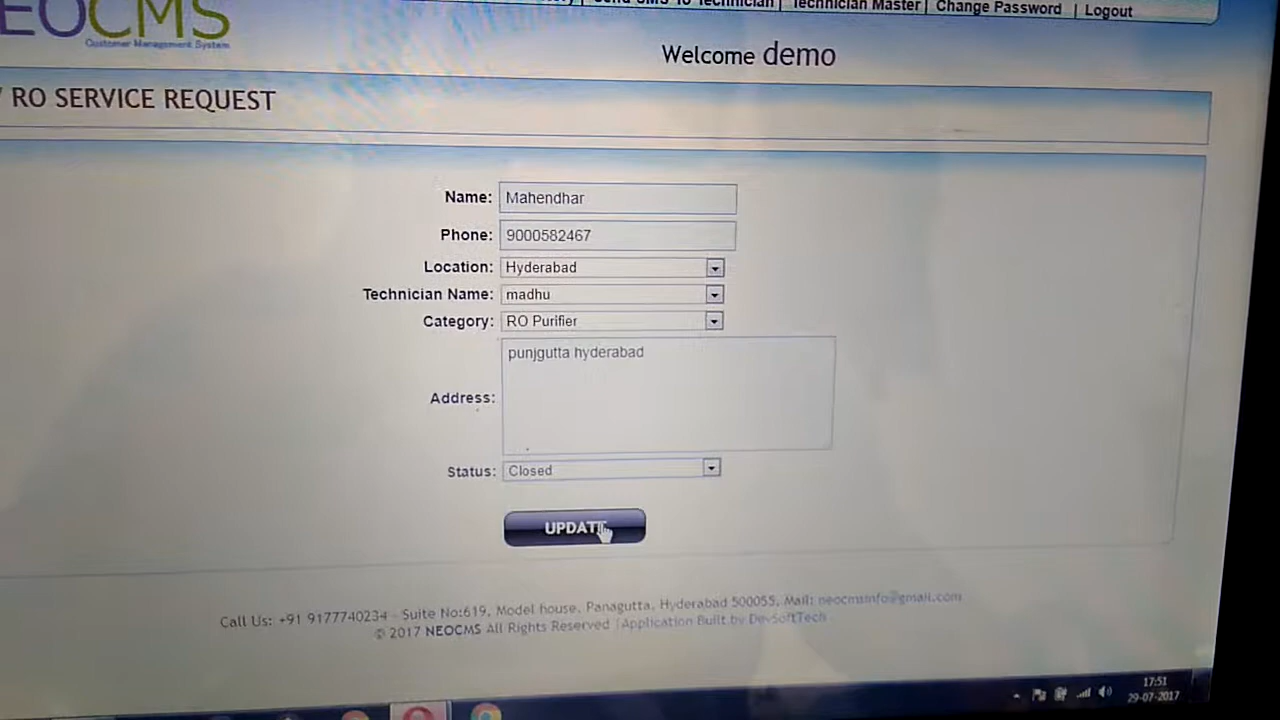 Technician | Technician Master | Change Password | Logout
EOCMS
Customer Management System
Welcome demo
RO SERVICE REQUEST
Name: Mahendhar
Phone: 9000582467
Location: Hyderabad
Technician Name: madhu
Category: RO Purifier
Address: punjgutta hyderabad
Status: Closed
UPDATE
Call Us: +91 9177740234 - Suite No:619, Model house, Panagutta, Hyderabad 500055, Mail: neocmsinfo@gmail.com
© 2017 NEOCMS All Rights Reserved |Application Built by DevSoftTech
17:51
29-07-2017